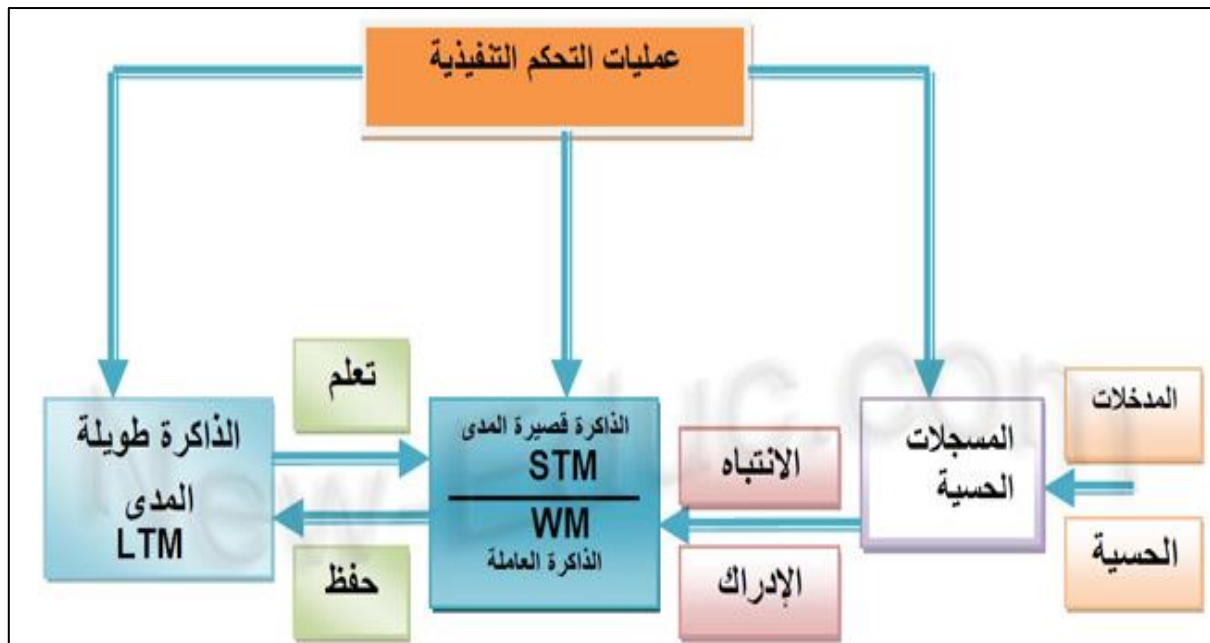 عمليات التحكم التنفيذية
المدخلات
الحسية
المسجلات
الحسية
الانتباه
الإدراك
الذاكرة قصيرة المدى
STM
WM
الذاكرة العاملة
تعلم
حفظ
الذاكرة طويلة
المدى
LTM